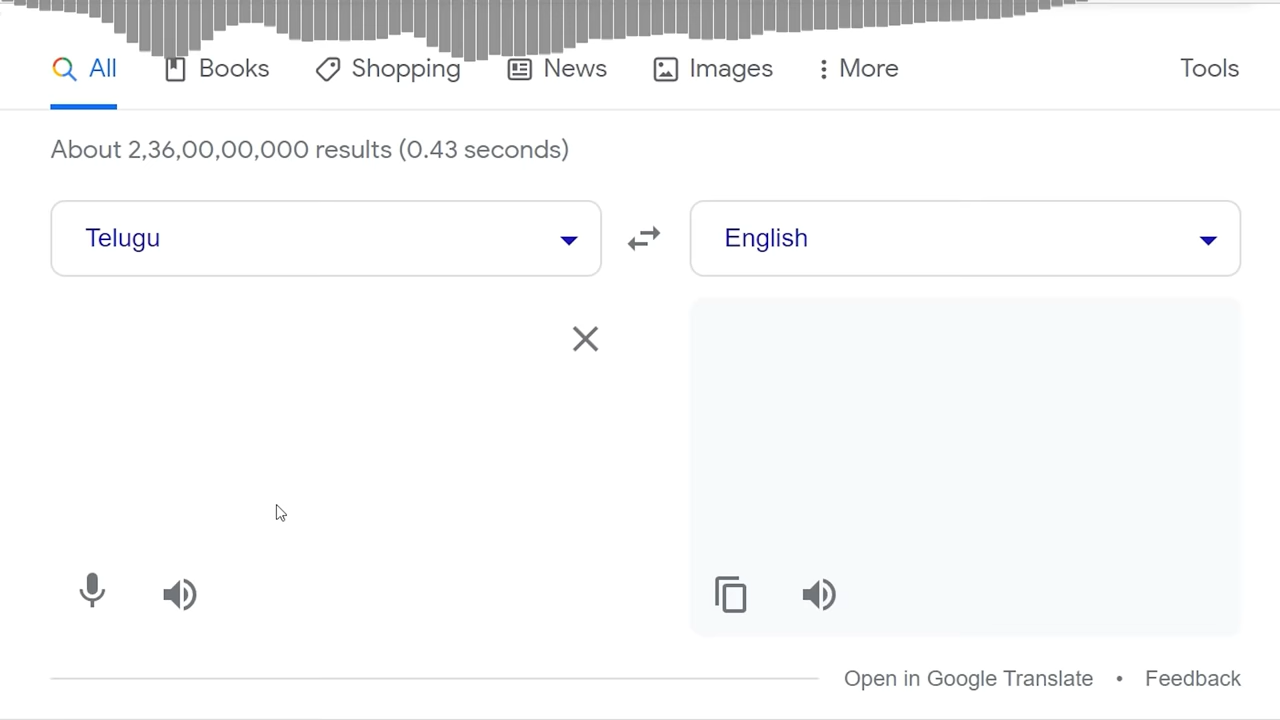 All Books Shopping News Images More Tools
About 2,36,00,00,000 results (0.43 seconds)
Telugu English
Open in Google Translate • Feedback